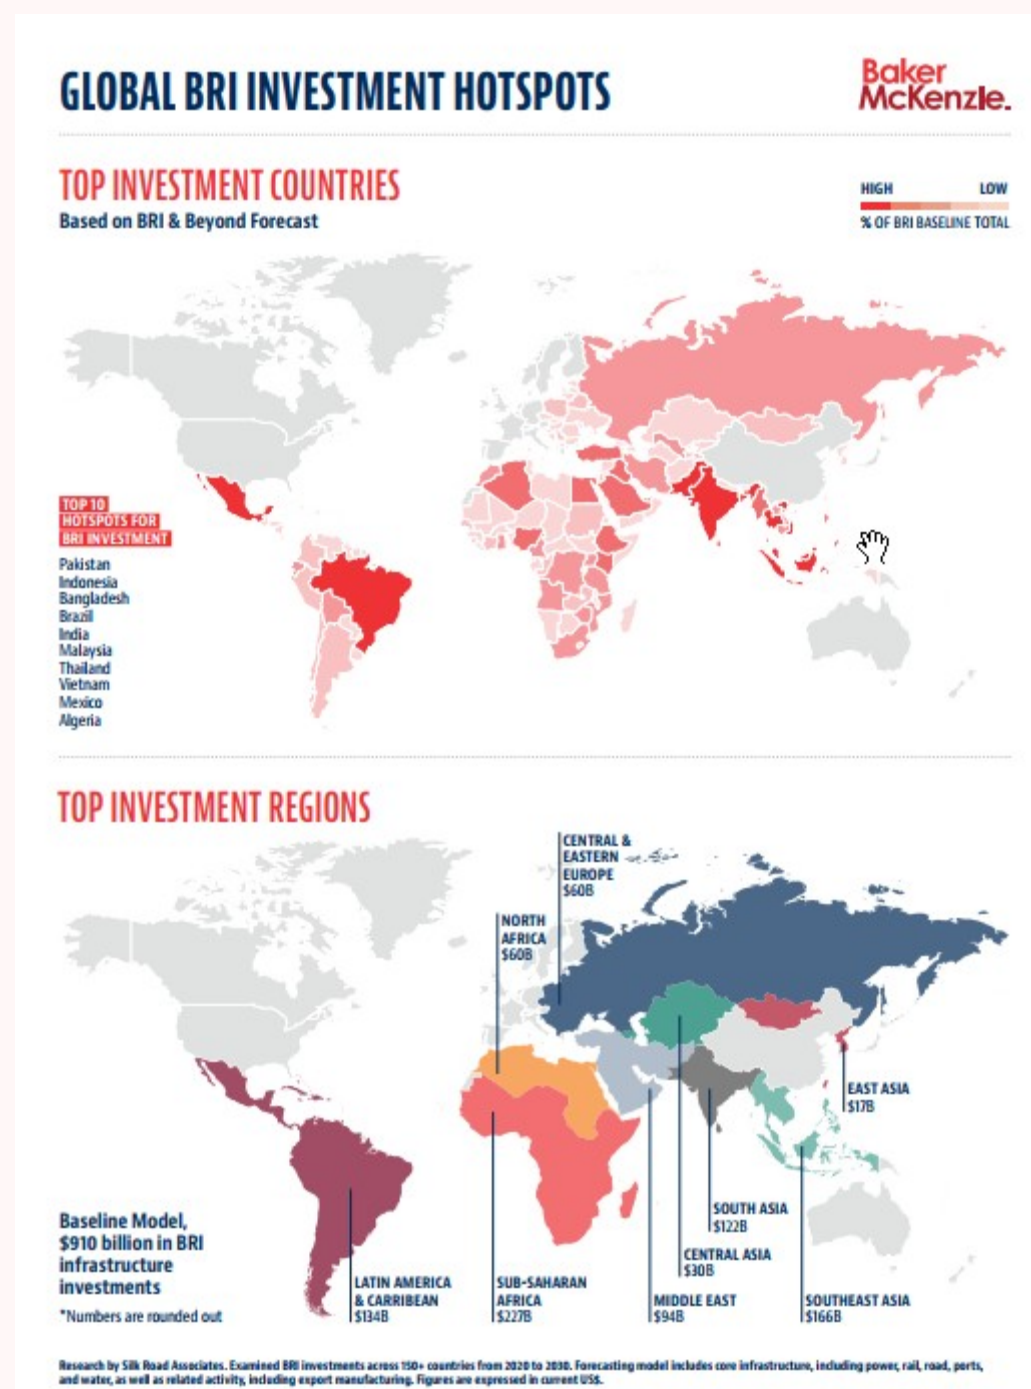 GLOBAL BRI INVESTMENT HOTSPOTS
Baker
McKenzie.
TOP INVESTMENT COUNTRIES
Based on BRI & Beyond Forecast
HIGH LOW
% OF BRI BASELINE TOTAL
TOP 10
HOTSPOTS FOR
BRI INVESTMENT
Pakistan
Indonesia
Bangladesh
Brazil
India
Malaysia
Thailand
Vietnam
Mexico
Algeria
TOP INVESTMENT REGIONS
CENTRAL &
EASTERN
EUROPE
$60B
NORTH
AFRICA
$60B
EAST ASIA
$17B
SOUTH ASIA
$122B
CENTRAL ASIA
$30B
Baseline Model,
$910 billion in BRI
infrastructure
investments
*Numbers are rounded out
LATIN AMERICA
& CARRIBEAN
$134B
SUB-SAHARAN
AFRICA
$227B
MIDDLE EAST
$94B
SOUTHEAST ASIA
$166B
Research by Silk Road Associates. Examined BRI investments across 150+ countries from 2020 to 2030. Forecasting model includes core infrastructure, including power, rail, road, ports,
and water, as well as related activity, including export manufacturing. Figures are expressed in current US$.